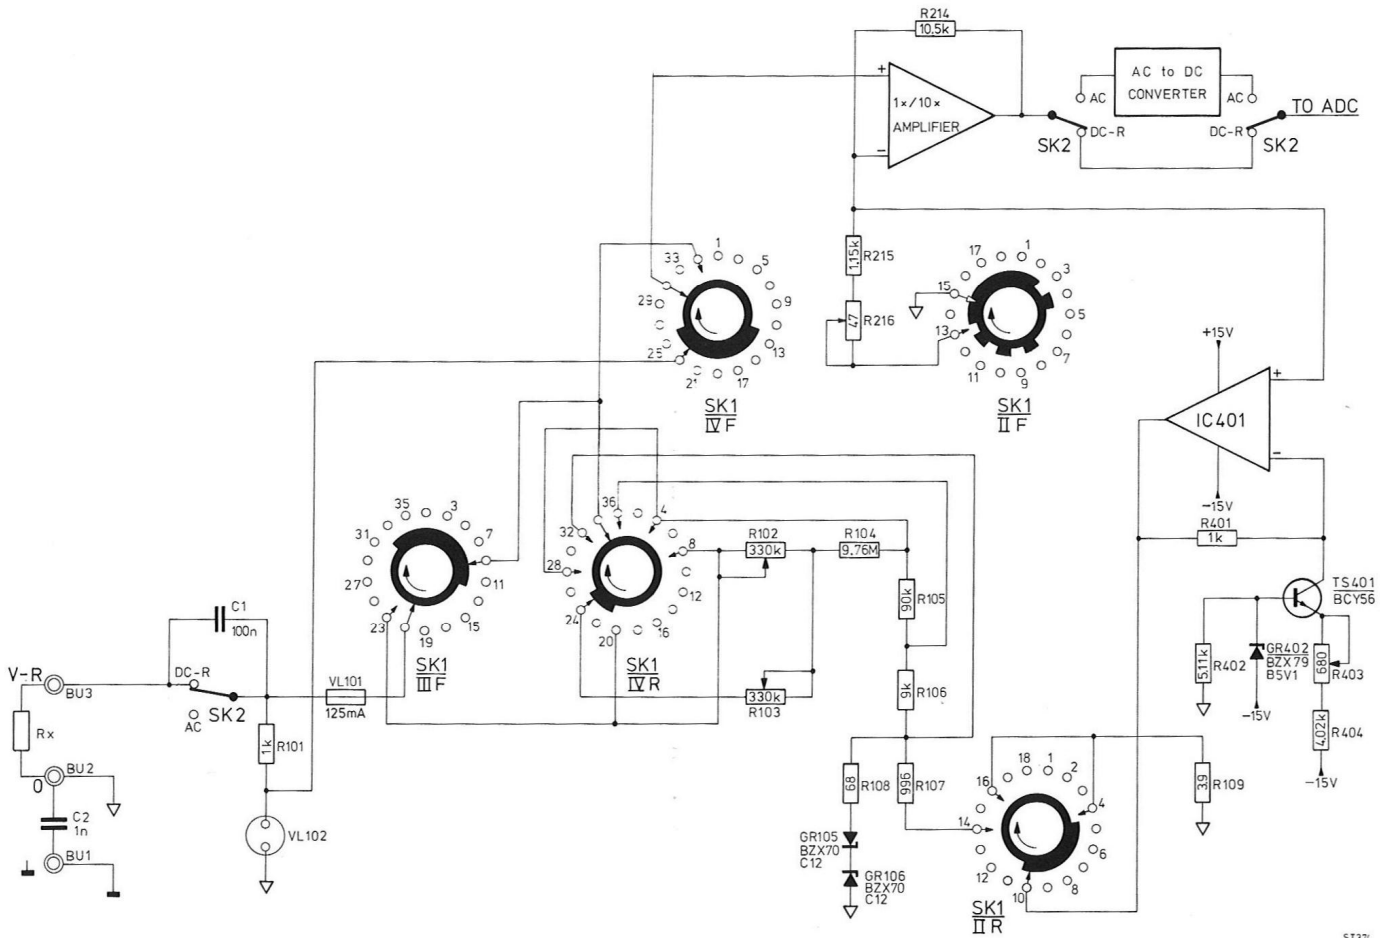 R214
10.5k
+
1×/10×
AMPLIFIER
−
AC to DC
CONVERTER
AC
AC
TO ADC
DC-R
DC-R
SK2
SK2
1.15k
R215
47
R216
33
1
5
9
13
17
21
25
29
SK1
IV F
17
1
3
5
7
9
11
13
15
SK1
II F
+15V
+
IC401
−
−15V
R401
1k
TS401
BCY56
5.11k
R402
GR402
BZX79
B5V1
−15V
680
R403
4.02k
R404
−15V
35
3
7
11
15
19
23
27
31
SK1
III F
36
4
8
12
16
20
24
28
32
SK1
IV R
R102
330k
R104
9.76M
330k
R103
90k
R105
9k
R106
68
R108
996
R107
GR105
BZX70
C12
GR106
BZX70
C12
18
1
2
4
6
8
10
12
14
16
SK1
II R
3.9
R109
C1
100n
V-R
BU3
DC-R
AC
SK2
VL101
125mA
1k
R101
VL102
Rx
BU2
0
C2
1n
BU1